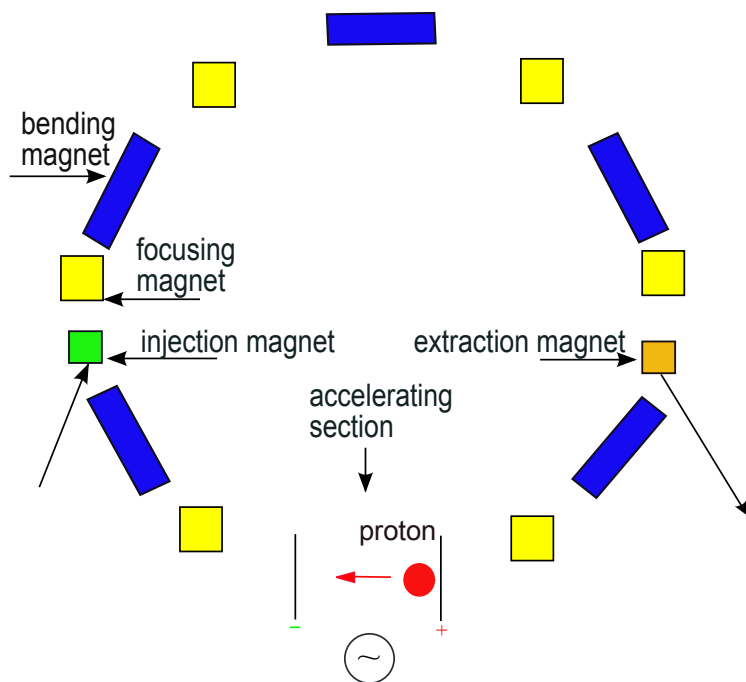 bending
magnet
focusing
magnet
injection magnet
extraction magnet
accelerating
section
proton
− +
~